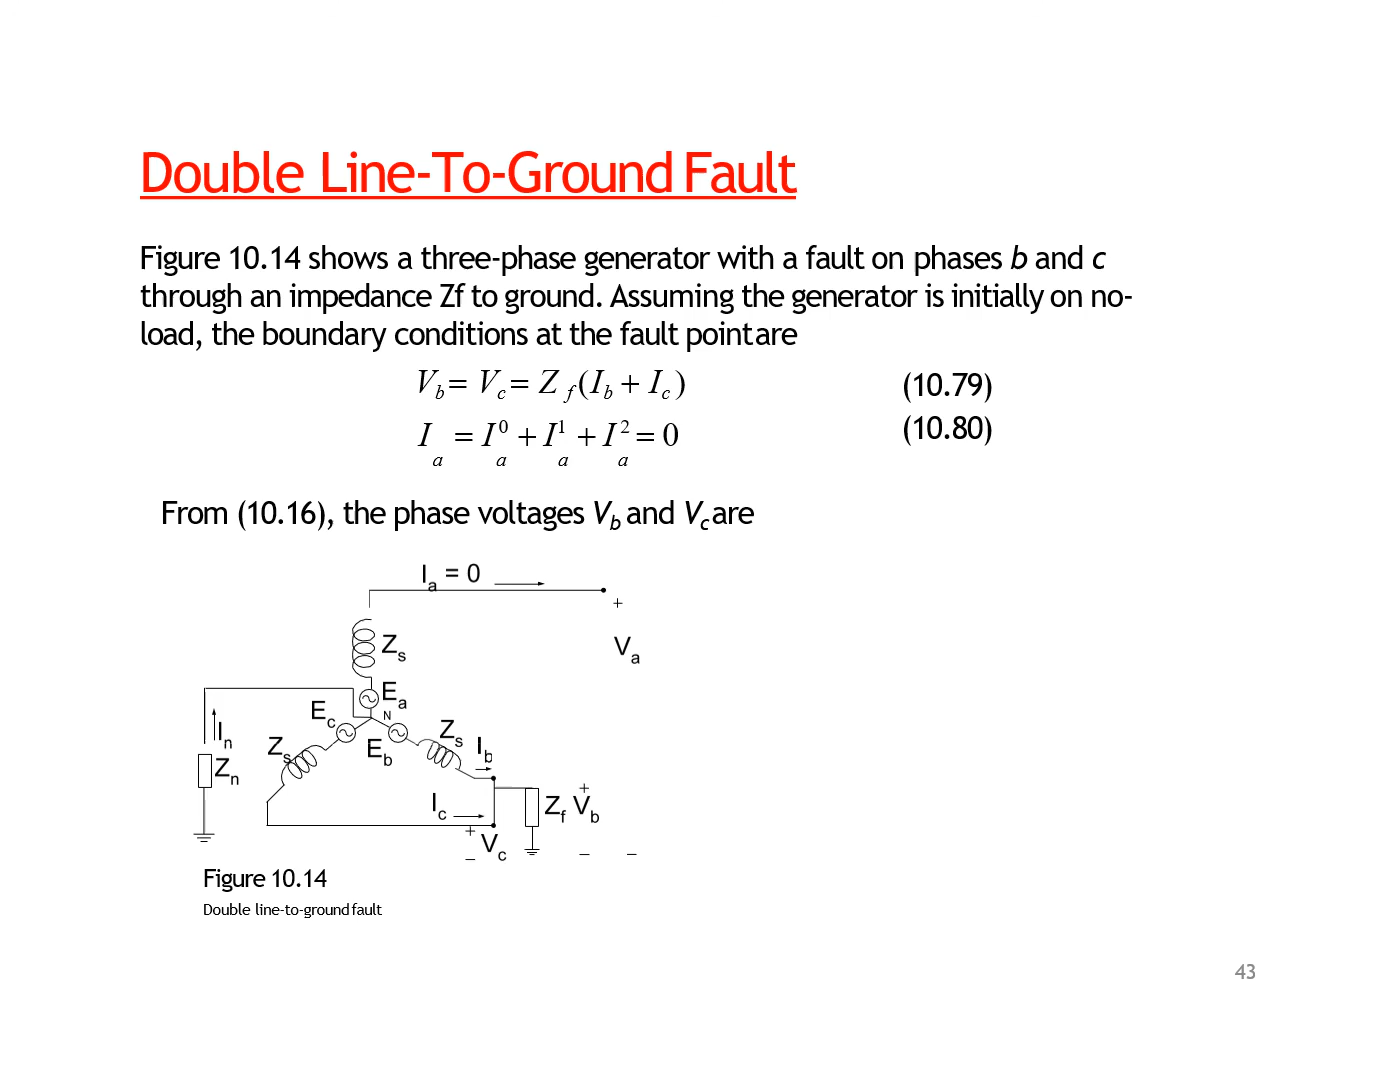 Double Line-To-Ground Fault
Figure 10.14 shows a three-phase generator with a fault on phases b and c
through an impedance Zf to ground. Assuming the generator is initially on no-
load, the boundary conditions at the fault point are
V_b = V_c = Z_f (I_b + I_c) (10.79)
I_a = I_a^0 + I_a^1 + I_a^2 = 0 (10.80)
From (10.16), the phase voltages V_b and V_c are
I_a = 0
+
Z_s
V_a
E_a
N
E_c
I_n
Z_s
E_b
Z_s
I_b
Z_n
I_c
+
Z_f V_b
+
V_c
– – –
Figure 10.14
Double line-to-ground fault
43